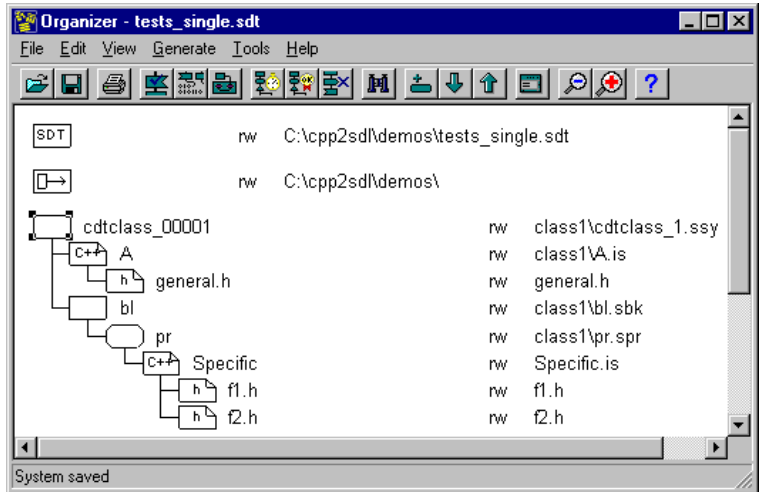 Organizer - tests_single.sdt
File Edit View Generate Tools Help
?
SDT rw C:\cpp2sdl\demos\tests_single.sdt
rw C:\cpp2sdl\demos\
cdtclass_00001 rw class1\cdtclass_1.ssy
C++ A rw class1\A.is
h general.h rw general.h
bl rw class1\bl.sbk
pr rw class1\pr.spr
C++ Specific rw Specific.is
h f1.h rw f1.h
h f2.h rw f2.h
System saved